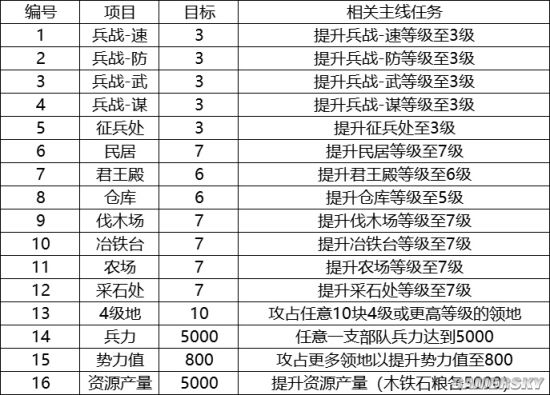 编号 项目 目标 相关主线任务
1 兵战-速 3 提升兵战-速等级至3级
2 兵战-防 3 提升兵战-防等级至3级
3 兵战-武 3 提升兵战-武等级至3级
4 兵战-谋 3 提升兵战-谋等级至3级
5 征兵处 3 提升征兵处至3级
6 民居 7 提升民居等级至7级
7 君王殿 6 提升君王殿等级至6级
8 仓库 6 提升仓库等级至5级
9 伐木场 7 提升伐木场等级至7级
10 冶铁台 7 提升冶铁台等级至7级
11 农场 7 提升农场等级至7级
12 采石处 7 提升采石处等级至7级
13 4级地 10 攻占任意10块4级或更高等级的领地
14 兵力 5000 任意一支部队兵力达到5000
15 势力值 800 攻占更多领地以提升势力值至800
16 资源产量 5000 提升资源产量（木铁石粮各5000）
GAMERSKY